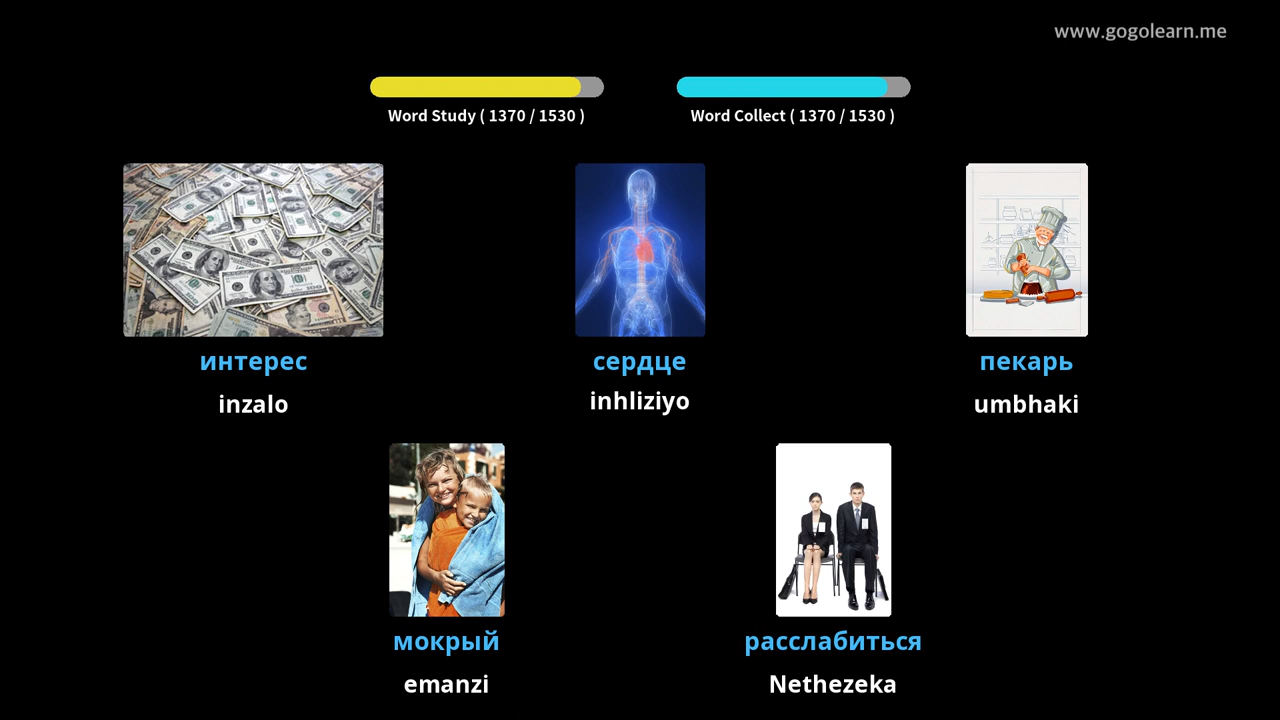 www.gogolearn.me
Word Study ( 1370 / 1530 )
Word Collect ( 1370 / 1530 )
интерес
inzalo
сердце
inhliziyo
пекарь
umbhaki
мокрый
emanzi
расслабиться
Nethezeka